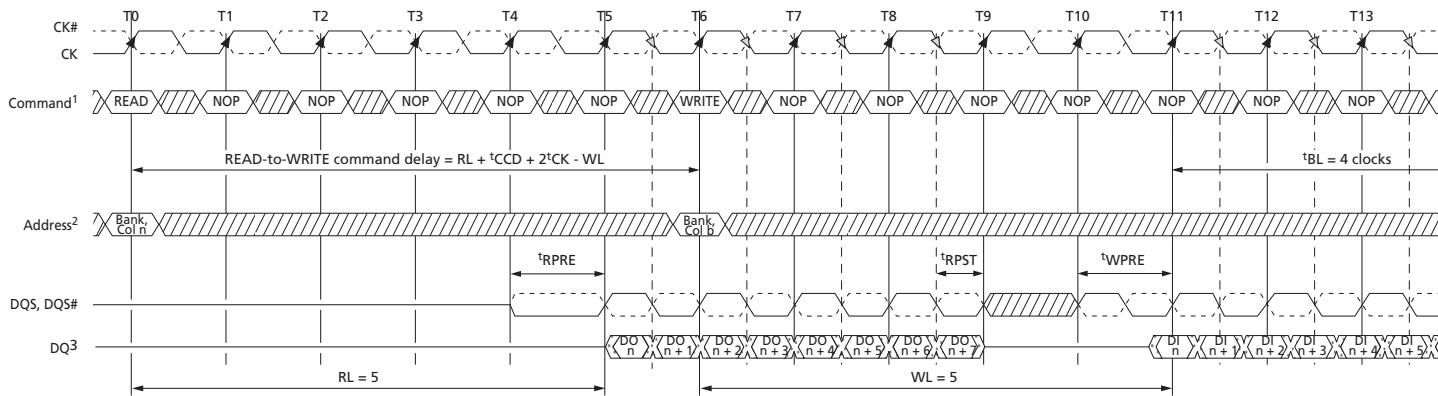 T0 T1 T2 T3 T4 T5 T6 T7 T8 T9 T10 T11 T12 T13
CK#
CK
Command¹ READ NOP NOP NOP NOP NOP WRITE NOP NOP NOP NOP NOP NOP NOP
READ-to-WRITE command delay = RL + ᵗCCD + 2ᵗCK - WL ᵗBL = 4 clocks
Address² Bank, Col n Bank, Col b
ᵗRPRE ᵗRPST ᵗWPRE
DQS, DQS#
DQ³ DO n DO n + 1 DO n + 2 DO n + 3 DO n + 4 DO n + 5 DO n + 6 DO n + 7 DI n DI n + 1 DI n + 2 DI n + 3 DI n + 4 DI n + 5
RL = 5 WL = 5